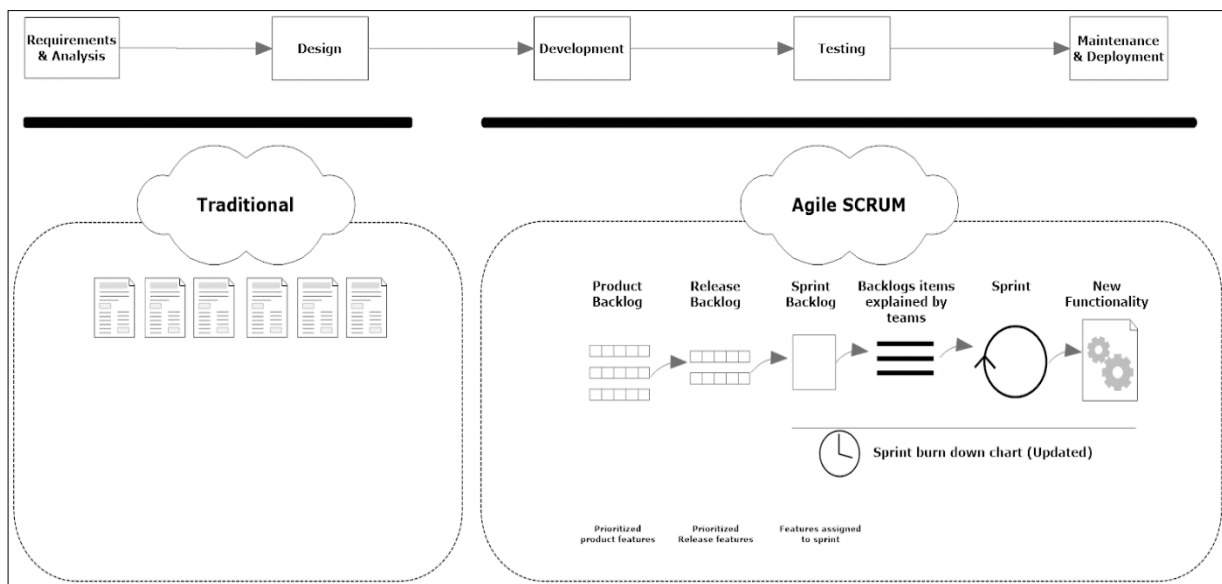 Requirements
& Analysis
Design
Development
Testing
Maintenance
& Deployment
Traditional
Agile SCRUM
Product
Backlog
Release
Backlog
Sprint
Backlog
Backlogs items
explained by
teams
Sprint
New
Functionality
Sprint burn down chart (Updated)
Prioritized
product features
Prioritized
Release features
Features assigned
to sprint